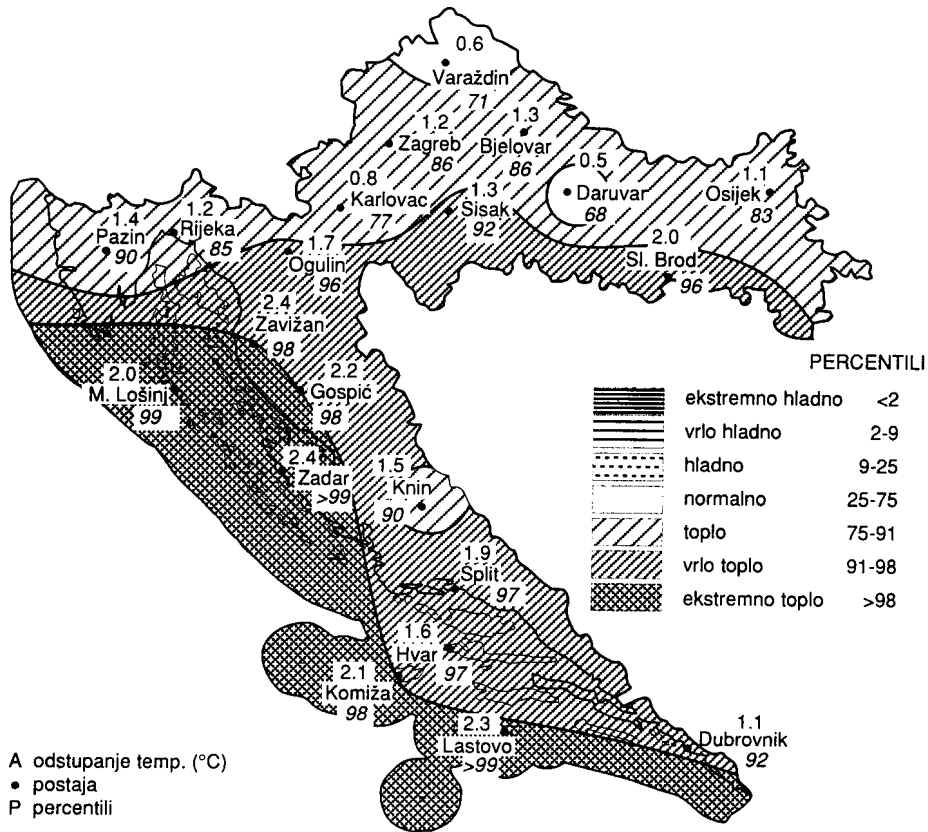 0.6
Varaždin
71
1.2
Zagreb
86
1.3
Bjelovar
86
0.5
Daruvar
68
1.1
Osijek
83
0.8
Karlovac
77
1.3
Sisak
92
1.4
Pazin
90
1.2
Rijeka
85
1.7
Ogulin
96
2.0
Sl. Brod
96
2.4
Zavižan
98
2.0
M. Lošinj
99
2.2
Gospić
98
2.4
Zadar
>99
1.5
Knin
90
1.9
Split
97
1.6
Hvar
97
2.1
Komiža
98
2.3
Lastovo
>99
1.1
Dubrovnik
92
PERCENTILI
ekstremno hladno <2
vrlo hladno 2-9
hladno 9-25
normalno 25-75
toplo 75-91
vrlo toplo 91-98
ekstremno toplo >98
A odstupanje temp. (°C)
• postaja
P percentili